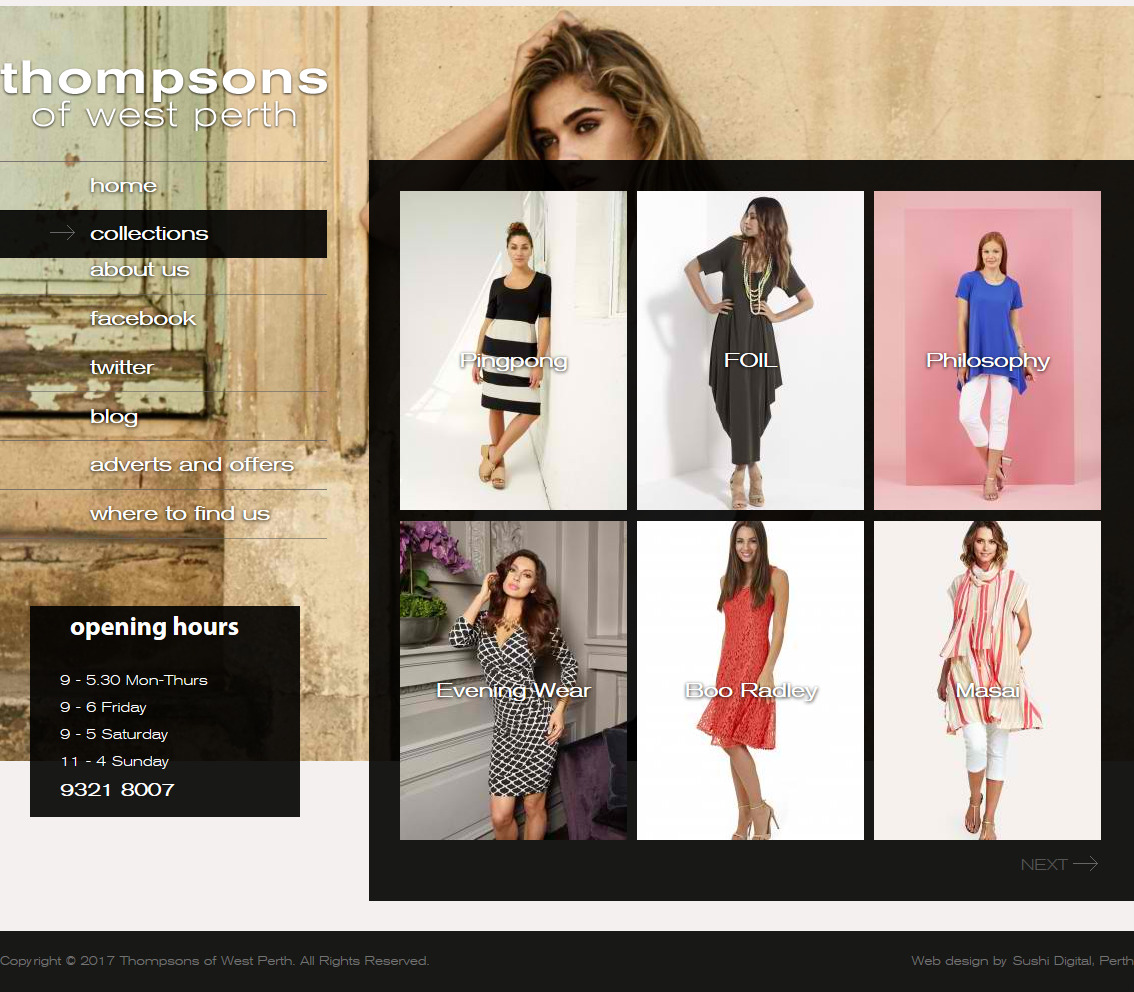 thompsons
of west perth
home
collections
about us
facebook
twitter
blog
adverts and offers
where to find us
opening hours
9 - 5.30 Mon-Thurs
9 - 6 Friday
9 - 5 Saturday
11 - 4 Sunday
9321 8007
Pingpong
FOIL
Philosophy
Evening Wear
Boo Radley
Masai
NEXT
Copyright © 2017 Thompsons of West Perth. All Rights Reserved.
Web design by Sushi Digital, Perth